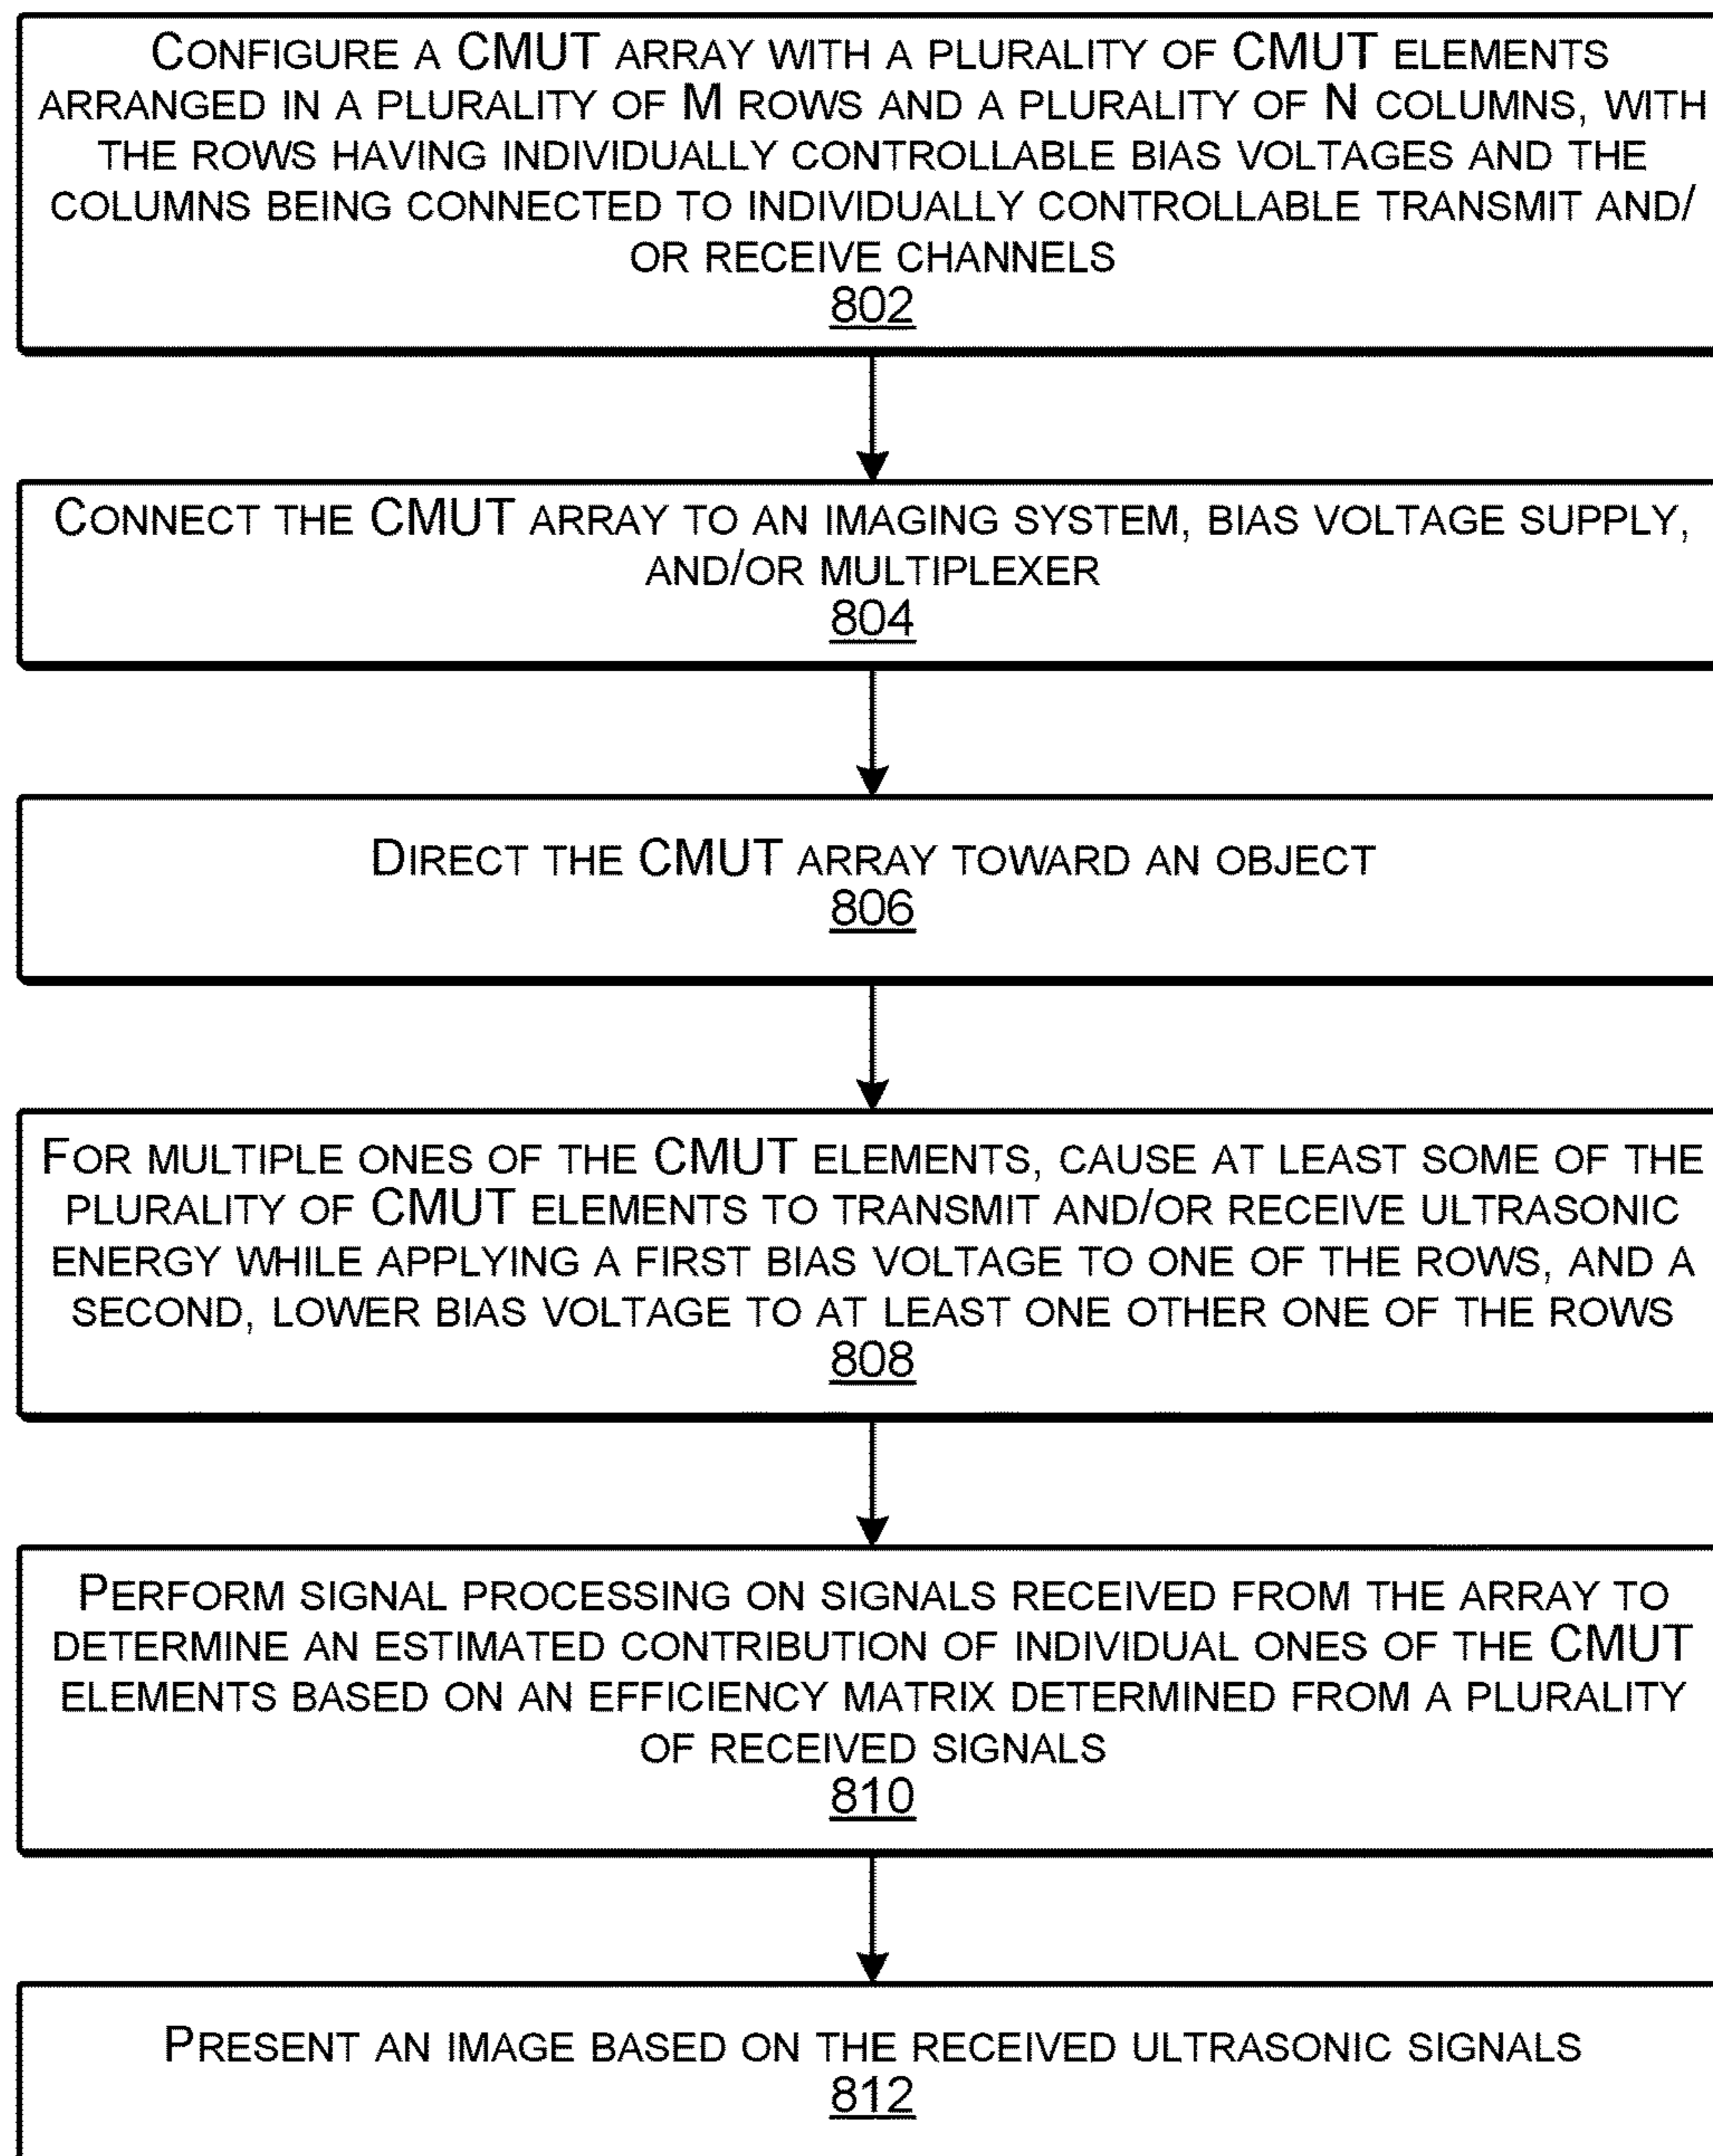 CONFIGURE A CMUT ARRAY WITH A PLURALITY OF CMUT ELEMENTS
ARRANGED IN A PLURALITY OF M ROWS AND A PLURALITY OF N COLUMNS, WITH
THE ROWS HAVING INDIVIDUALLY CONTROLLABLE BIAS VOLTAGES AND THE
COLUMNS BEING CONNECTED TO INDIVIDUALLY CONTROLLABLE TRANSMIT AND/
OR RECEIVE CHANNELS
802
CONNECT THE CMUT ARRAY TO AN IMAGING SYSTEM, BIAS VOLTAGE SUPPLY,
AND/OR MULTIPLEXER
804
DIRECT THE CMUT ARRAY TOWARD AN OBJECT
806
FOR MULTIPLE ONES OF THE CMUT ELEMENTS, CAUSE AT LEAST SOME OF THE
PLURALITY OF CMUT ELEMENTS TO TRANSMIT AND/OR RECEIVE ULTRASONIC
ENERGY WHILE APPLYING A FIRST BIAS VOLTAGE TO ONE OF THE ROWS, AND A
SECOND, LOWER BIAS VOLTAGE TO AT LEAST ONE OTHER ONE OF THE ROWS
808
PERFORM SIGNAL PROCESSING ON SIGNALS RECEIVED FROM THE ARRAY TO
DETERMINE AN ESTIMATED CONTRIBUTION OF INDIVIDUAL ONES OF THE CMUT
ELEMENTS BASED ON AN EFFICIENCY MATRIX DETERMINED FROM A PLURALITY
OF RECEIVED SIGNALS
810
PRESENT AN IMAGE BASED ON THE RECEIVED ULTRASONIC SIGNALS
812